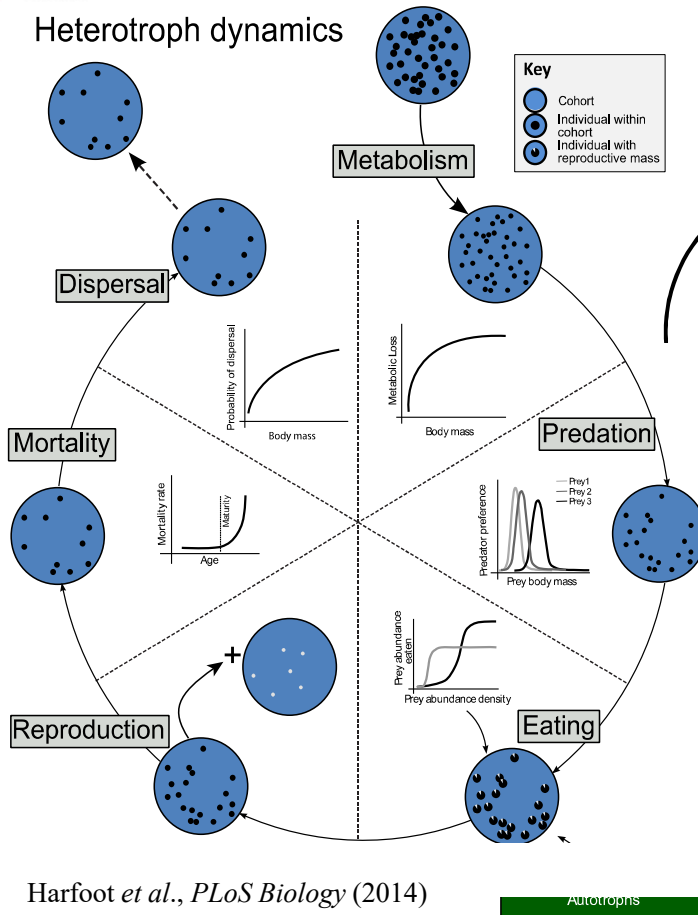 Heterotroph dynamics
Key
Cohort
Individual within
cohort
Individual with
reproductive mass
Metabolism
Dispersal
Probability of dispersal
Body mass
Metabolic Loss
Body mass
Mortality
Predation
Mortality rate
Maturity
Age
Prey1
Prey 2
Prey 3
Predator preference
Prey body mass
Prey abundance
eaten
Prey abundance density
+
Reproduction
Eating
Harfoot et al., PLoS Biology (2014)
Autotrophs